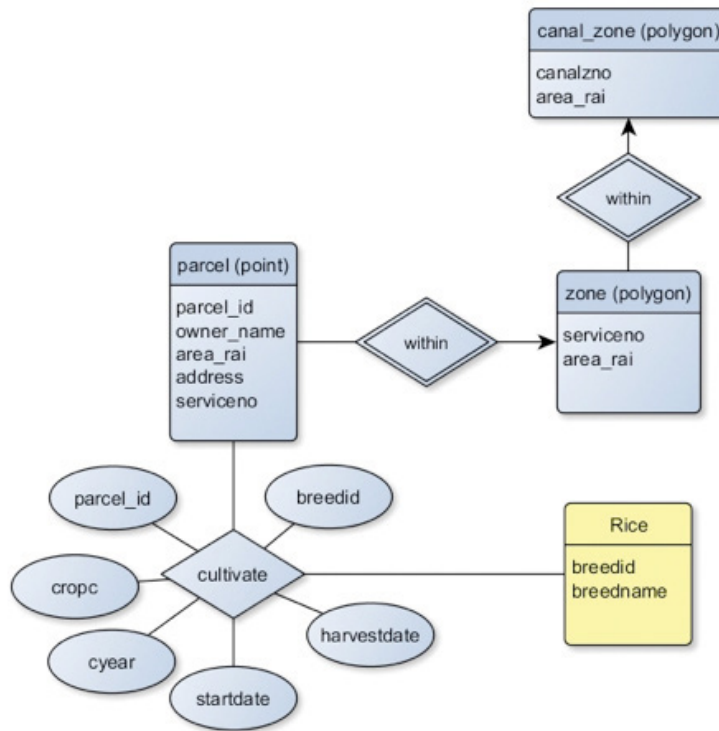 canal_zone (polygon)
canalzno
area_rai
within
parcel (point)
parcel_id
owner_name
area_rai
address
serviceno
within
zone (polygon)
serviceno
area_rai
parcel_id
breedid
cropc
cultivate
cyear
startdate
harvestdate
Rice
breedid
breedname